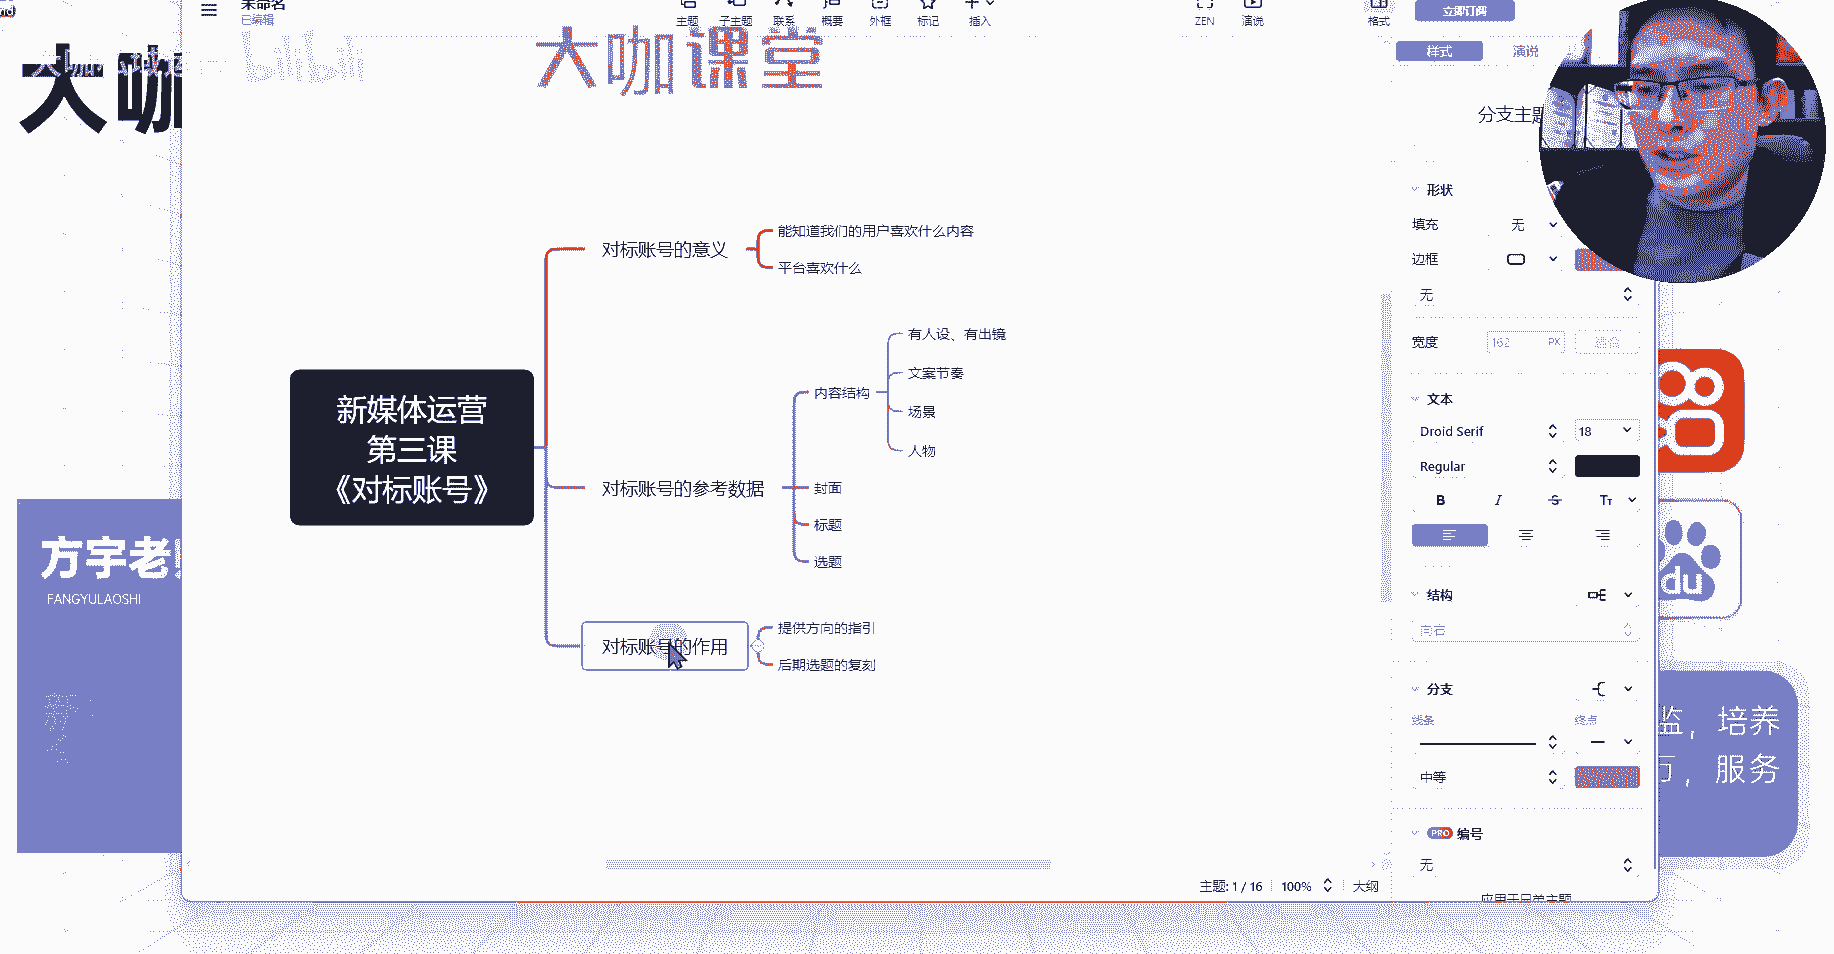 未命名
已编辑
主题
子主题
联系
概要
外框
标记
插入
ZEN
演说
格式
立即订阅
大咖
bilibili
大咖课堂
样式
演说
分支主题
形状
填充
无
边框
无
宽度
162
PX
文本
Droid Serif
18
Regular
B I S Tт
结构
向右
分支
线条
终点
中等
PRO 编号
无
新媒体运营
第三课
《对标账号》
对标账号的意义
能知道我们的用户喜欢什么内容
平台喜欢什么
对标账号的参考数据
内容结构
有人设、有出镜
文案节奏
场景
人物
封面
标题
选题
对标账号的作用
提供方向的指引
后期选题的复刻
方宇老
FANGYULAOSHI
du
监，培养
万，服务
主题: 1 / 16
100%
大纲